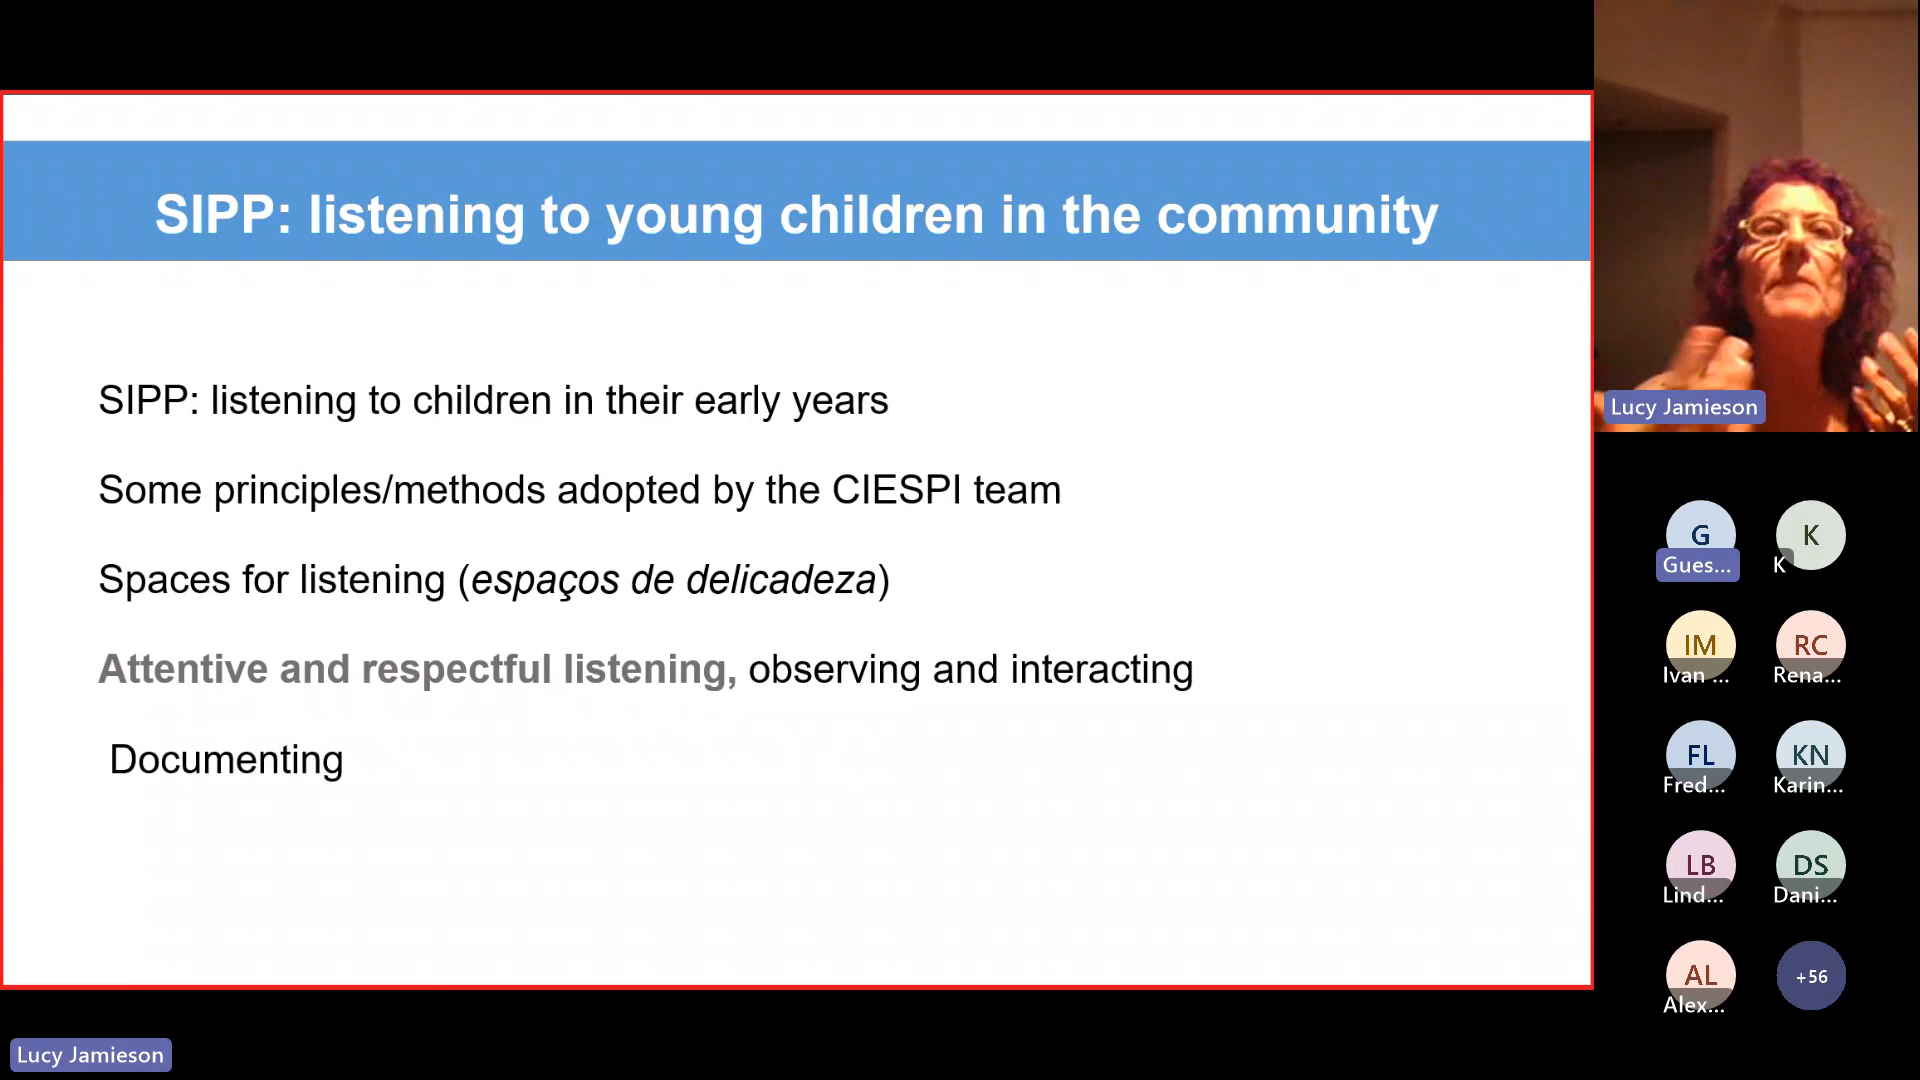 SIPP: listening to young children in the community
SIPP: listening to children in their early years
Some principles/methods adopted by the CIESPI team
Spaces for listening (espaços de delicadeza)
Attentive and respectful listening, observing and interacting
Documenting
Lucy Jamieson
Lucy Jamieson
G
Gues...
K
K
IM
Ivan ...
RC
Rena...
FL
Fred...
KN
Karin...
LB
Lind...
DS
Dani...
AL
Alex...
+56